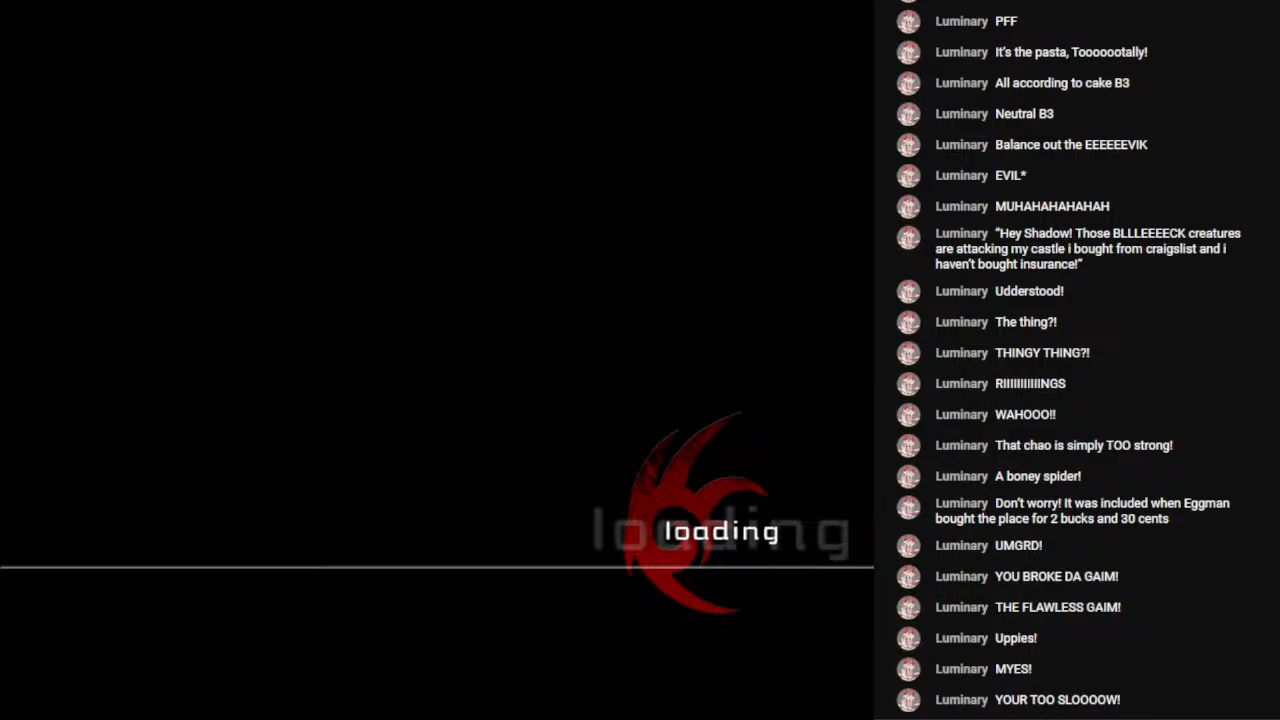 loading
loading
Luminary PFF
Luminary It's the pasta, Tooooootally!
Luminary All according to cake B3
Luminary Neutral B3
Luminary Balance out the EEEEEEVIK
Luminary EVIL*
Luminary MUHAHAHAHAHAH
Luminary “Hey Shadow! Those BLLLEEEECK creatures
are attacking my castle i bought from craigslist and i
haven't bought insurance!”
Luminary Udderstood!
Luminary The thing?!
Luminary THINGY THING?!
Luminary RIIIIIIIIIIINGS
Luminary WAHOOO!!
Luminary That chao is simply TOO strong!
Luminary A boney spider!
Luminary Don't worry! It was included when Eggman
bought the place for 2 bucks and 30 cents
Luminary UMGRD!
Luminary YOU BROKE DA GAIM!
Luminary THE FLAWLESS GAIM!
Luminary Uppies!
Luminary MYES!
Luminary YOUR TOO SLOOOOW!